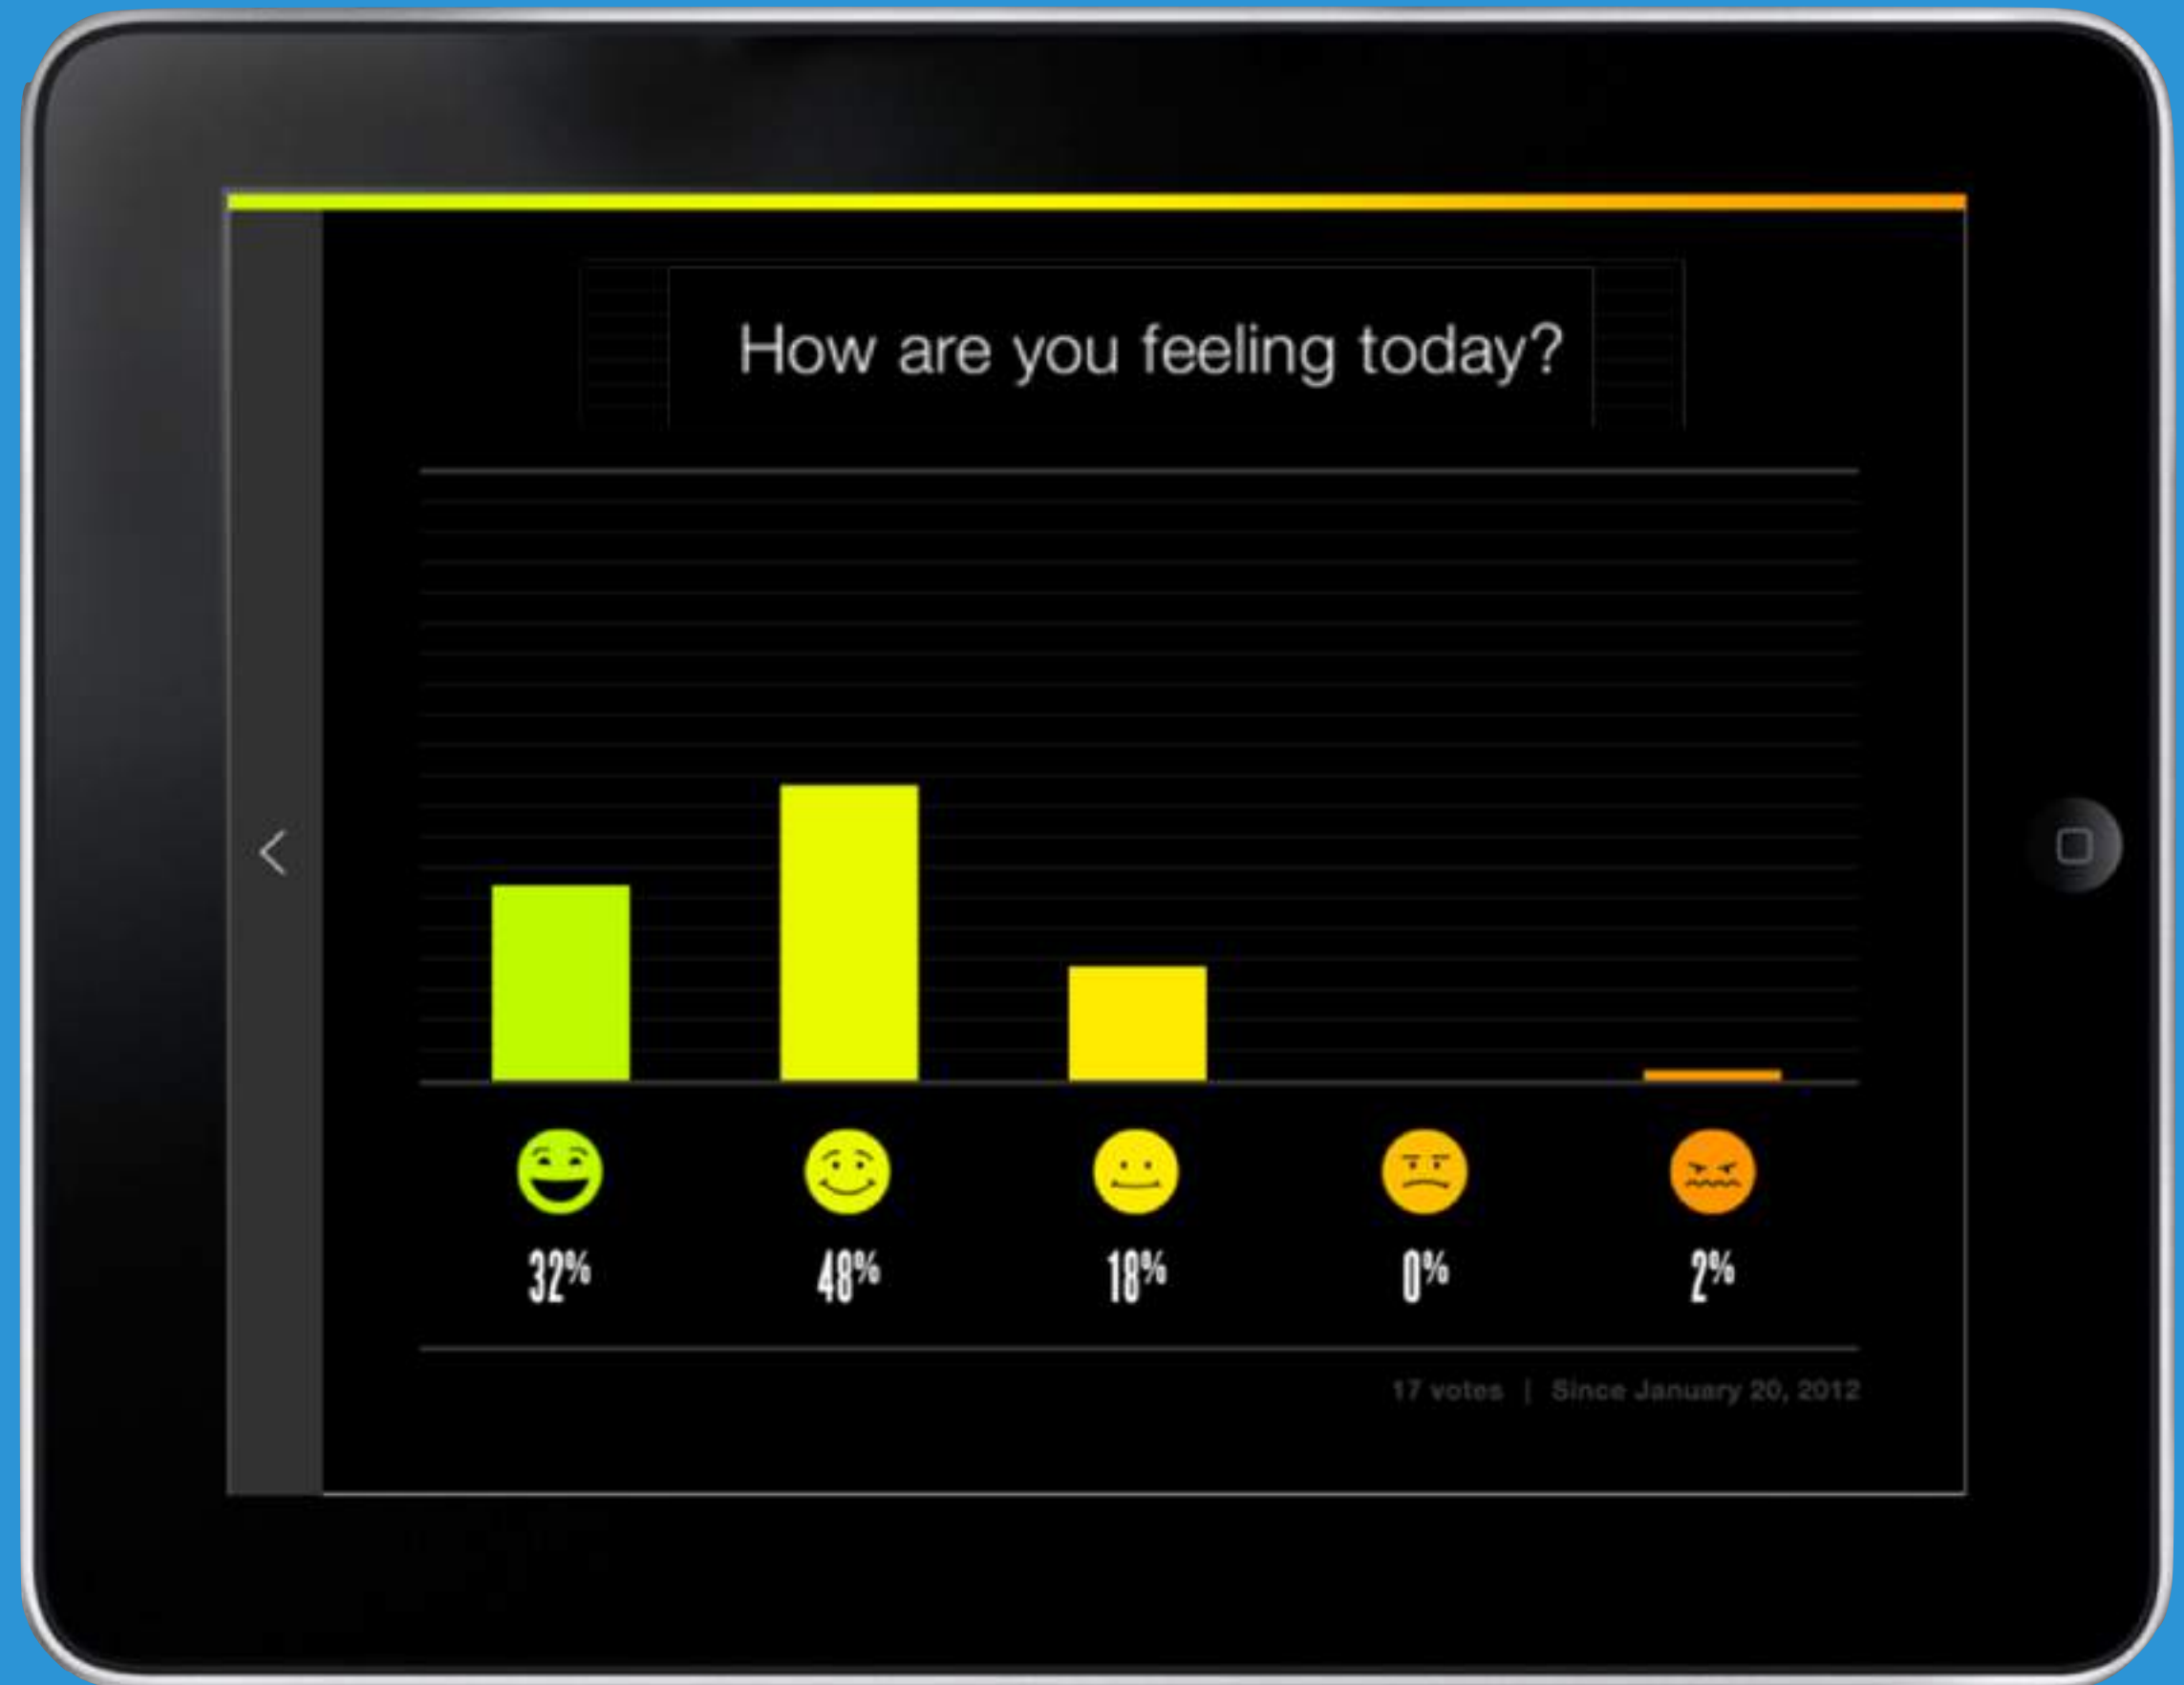 How are you feeling today?
32% 48% 18% 0% 2%
17 votes | Since January 20, 2012